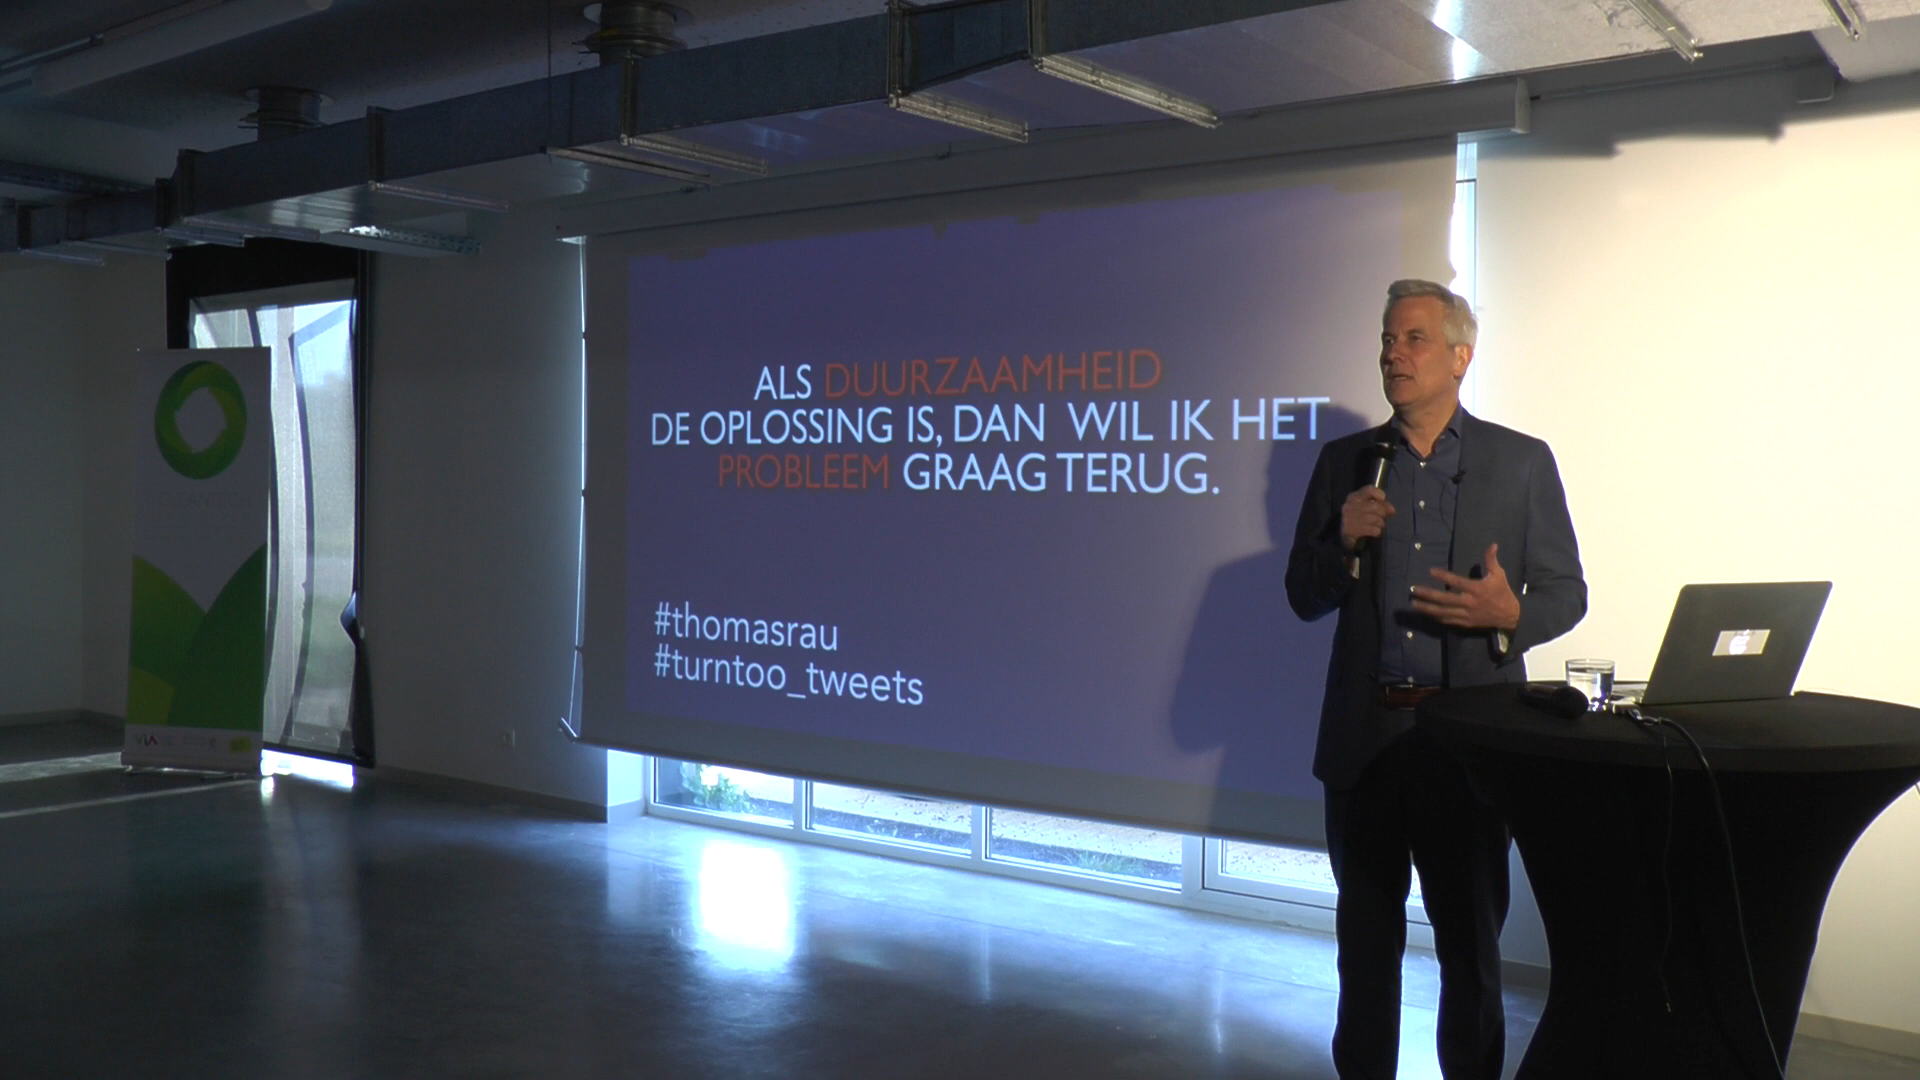 ALS DUURZAAMHEID
DE OPLOSSING IS, DAN WIL IK HET
PROBLEEM GRAAG TERUG.
#thomasrau
#turntoo_tweets